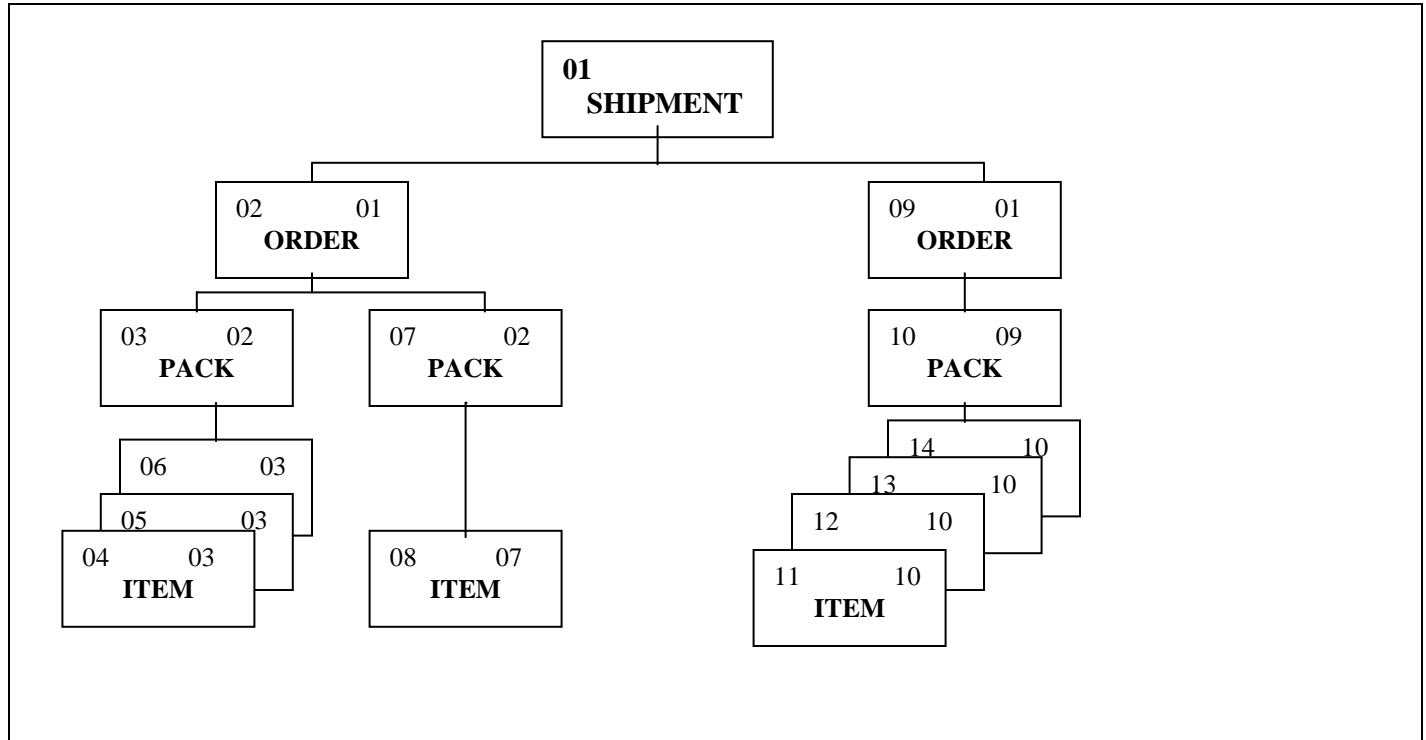 01
SHIPMENT
02 01
ORDER
09 01
ORDER
03 02
PACK
07 02
PACK
10 09
PACK
06 03
05 03
04 03
ITEM
08 07
ITEM
14 10
13 10
12 10
11 10
ITEM